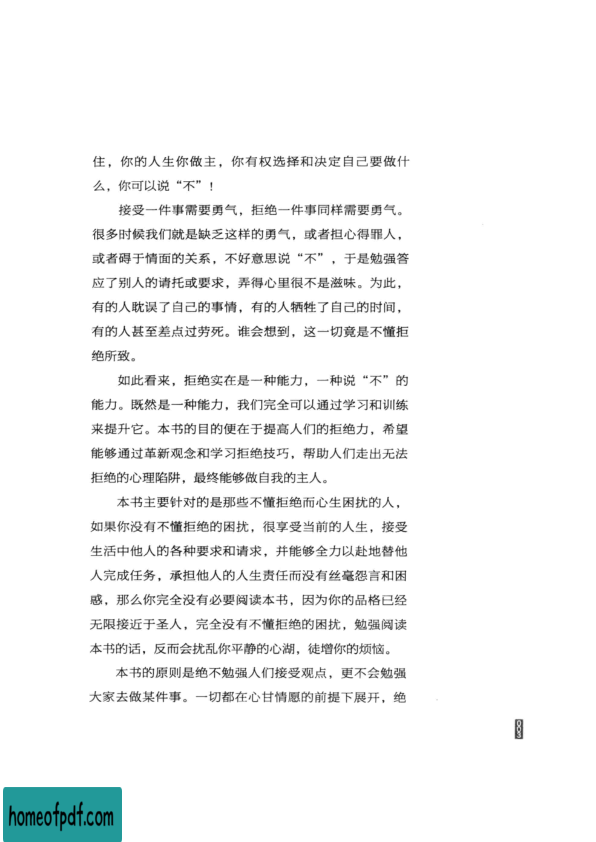 住，你的人生你做主，你有权选择和决定自己要做什
么，你可以说“不”！
接受一件事需要勇气，拒绝一件事同样需要勇气。
很多时候我们就是缺乏这样的勇气，或者担心得罪人，
或者碍于情面的关系，不好意思说“不”，于是勉强答
应了别人的请托或要求，弄得心里很不是滋味。为此，
有的人耽误了自己的事情，有的人牺牲了自己的时间，
有的人甚至差点过劳死。谁会想到，这一切竟是不懂拒
绝所致。
如此看来，拒绝实在是一种能力，一种说“不”的
能力。既然是一种能力，我们完全可以通过学习和训练
来提升它。本书的目的便在于提高人们的拒绝力，希望
能够通过革新观念和学习拒绝技巧，帮助人们走出无法
拒绝的心理陷阱，最终能够做自我的主人。
本书主要针对的是那些不懂拒绝而心生困扰的人，
如果你没有不懂拒绝的困扰，很享受当前的人生，接受
生活中他人的各种要求和请求，并能够全力以赴地替他
人完成任务，承担他人的人生责任而没有丝毫怨言和困
惑，那么你完全没有必要阅读本书，因为你的品格已经
无限接近于圣人，完全没有不懂拒绝的困扰，勉强阅读
本书的话，反而会扰乱你平静的心湖，徒增你的烦恼。
本书的原则是绝不勉强人们接受观点，更不会勉强
大家去做某件事。一切都在心甘情愿的前提下展开，绝
003
homeofpdf.com